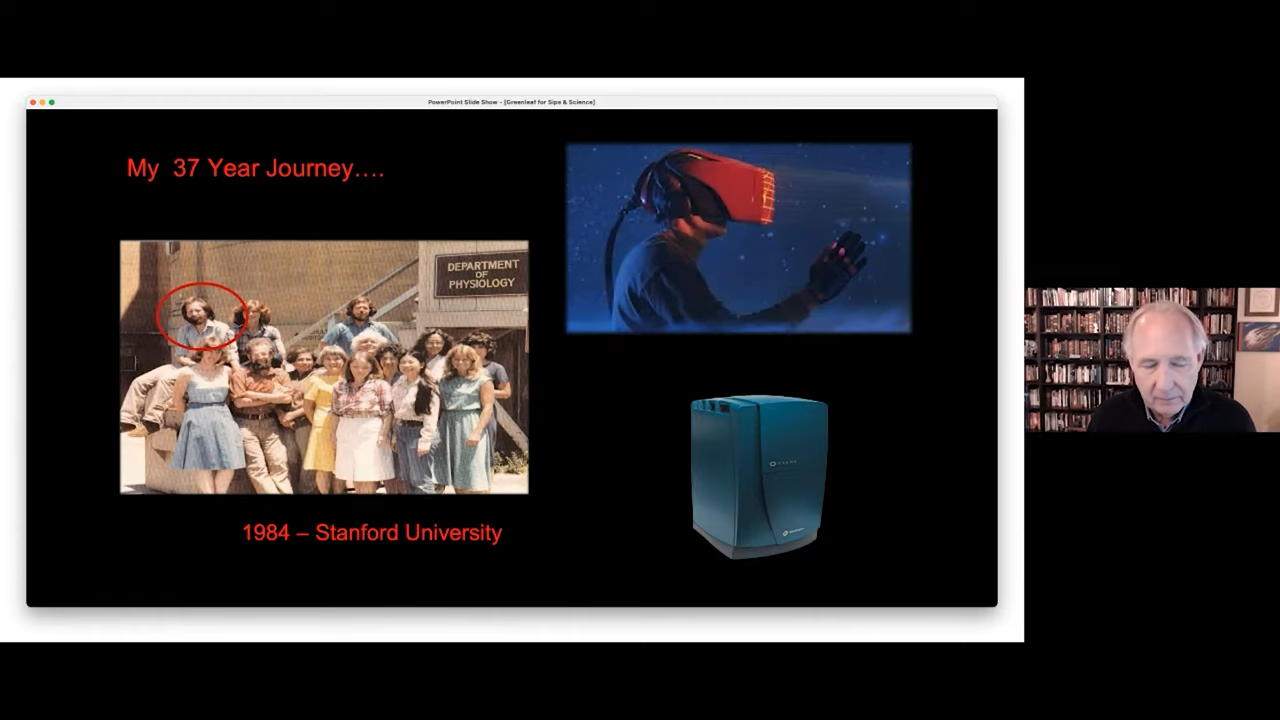 PowerPoint Slide Show - [Greenleaf for Sips & Science]
My 37 Year Journey....
DEPARTMENT
OF
PHYSIOLOGY
1984 – Stanford University